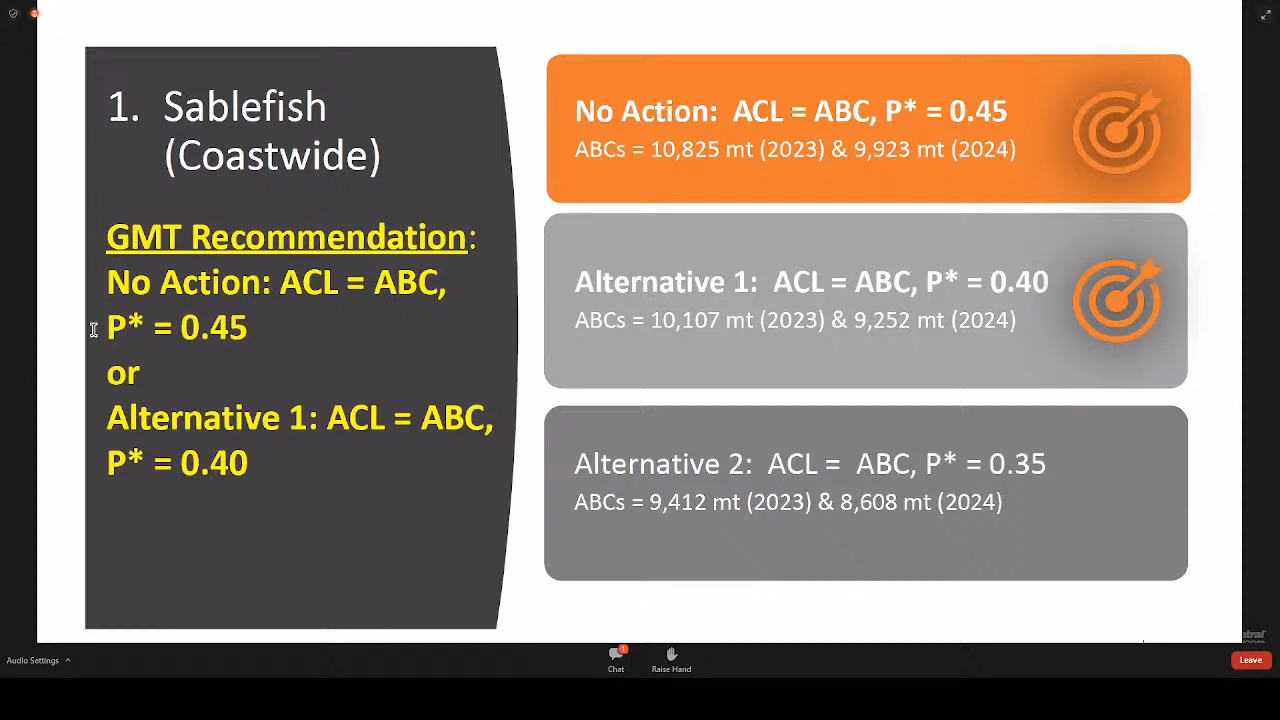 1. Sablefish
(Coastwide)
GMT Recommendation:
No Action: ACL = ABC,
P* = 0.45
or
Alternative 1: ACL = ABC,
P* = 0.40
No Action: ACL = ABC, P* = 0.45
ABCs = 10,825 mt (2023) & 9,923 mt (2024)
Alternative 1: ACL = ABC, P* = 0.40
ABCs = 10,107 mt (2023) & 9,252 mt (2024)
Alternative 2: ACL = ABC, P* = 0.35
ABCs = 9,412 mt (2023) & 8,608 mt (2024)
Audio Settings
1
Chat
Raise Hand
Leave